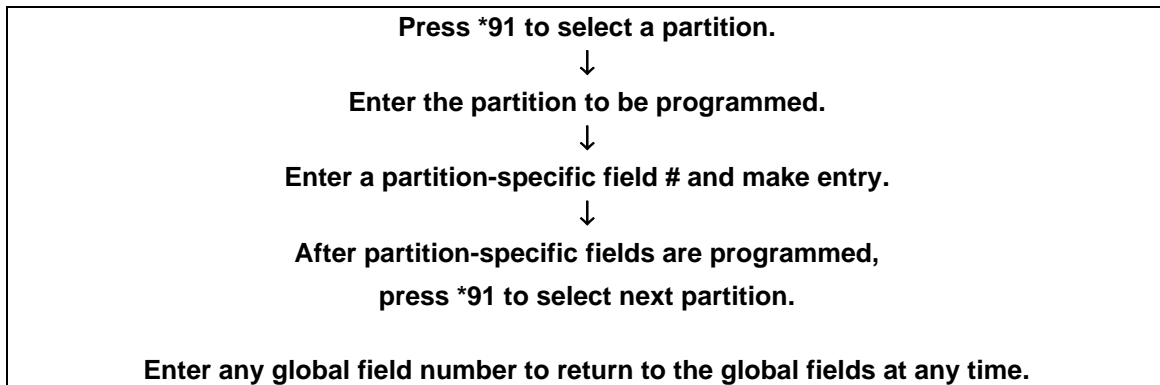 Press *91 to select a partition.
↓
Enter the partition to be programmed.
↓
Enter a partition-specific field # and make entry.
↓
After partition-specific fields are programmed,
press *91 to select next partition.
Enter any global field number to return to the global fields at any time.